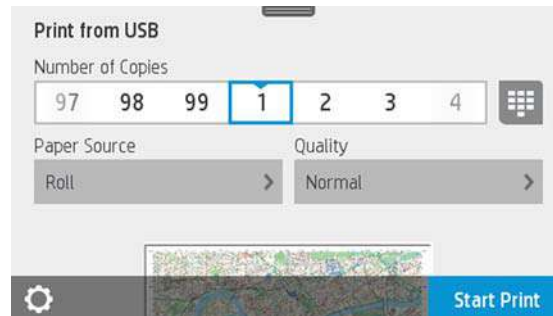 Print from USB
Number of Copies
97 98 99 1 2 3 4
Paper Source Quality
Roll Normal
Start Print